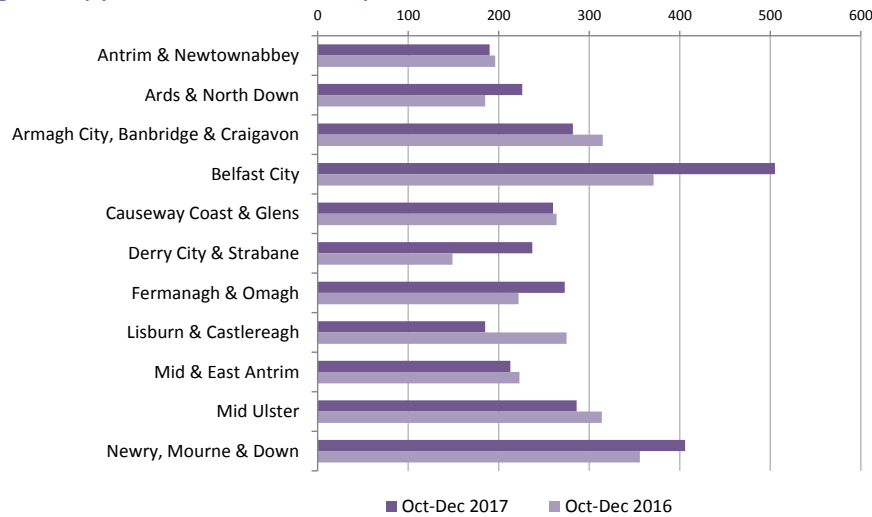 0 100 200 300 400 500 600
Antrim & Newtownabbey
Ards & North Down
Armagh City, Banbridge & Craigavon
Belfast City
Causeway Coast & Glens
Derry City & Strabane
Fermanagh & Omagh
Lisburn & Castlereagh
Mid & East Antrim
Mid Ulster
Newry, Mourne & Down
Oct-Dec 2017 Oct-Dec 2016